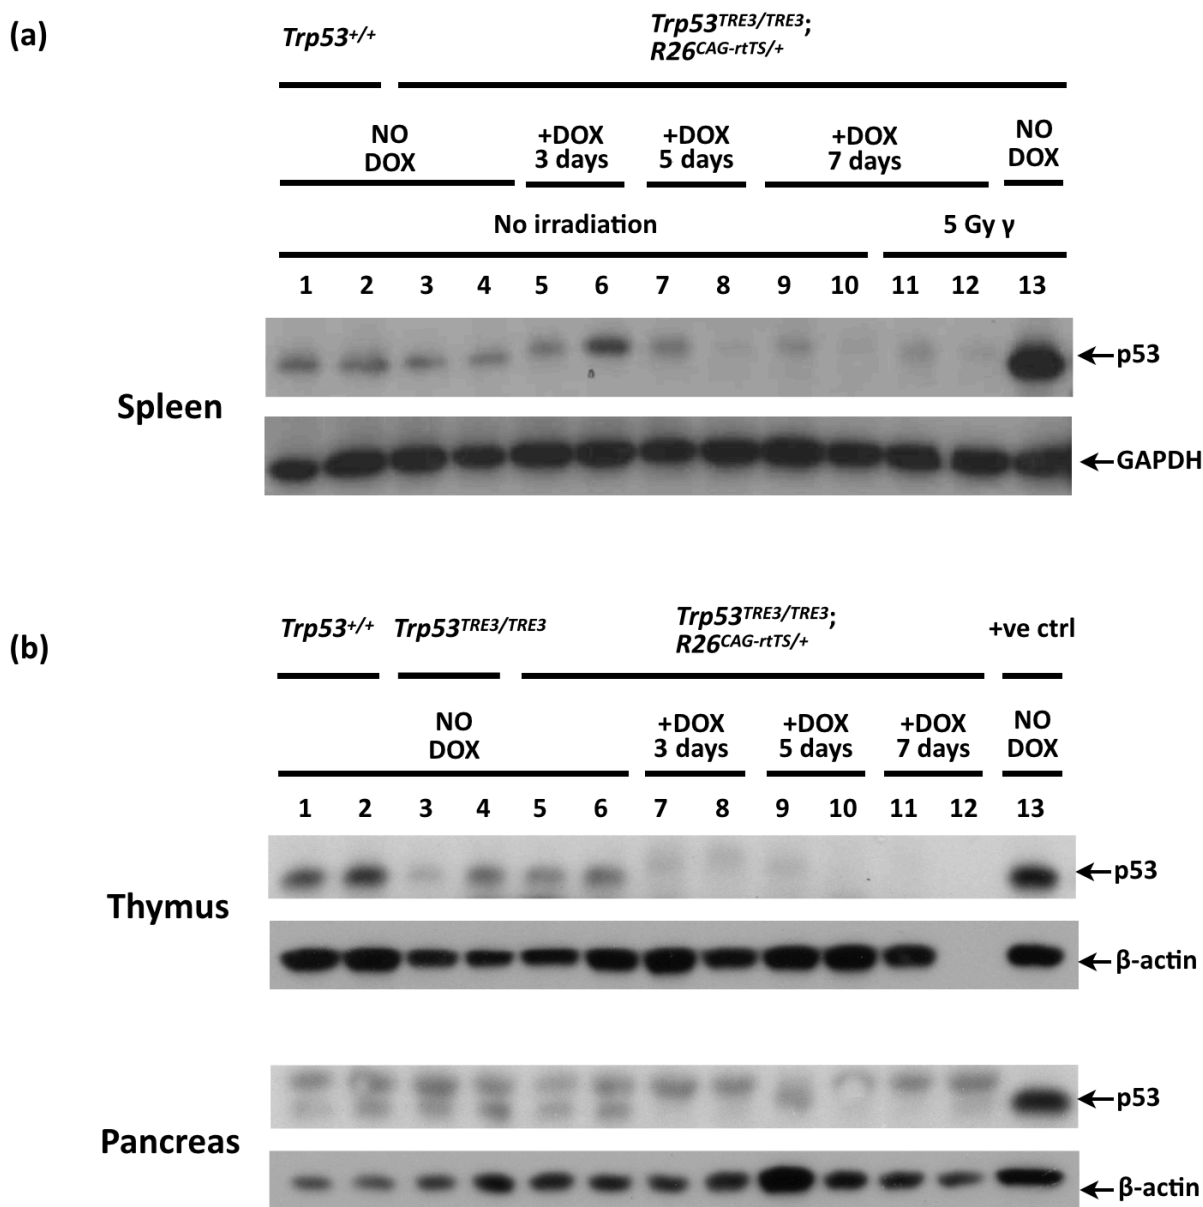 (a)
Trp53+/+
Trp53TRE3/TRE3;
R26CAG-rtTS/+
NO
DOX
+DOX
3 days
+DOX
5 days
+DOX
7 days
NO
DOX
No irradiation
5 Gy γ
1 2 3 4 5 6 7 8 9 10 11 12 13
p53
Spleen
GAPDH
(b)
Trp53+/+
Trp53TRE3/TRE3
Trp53TRE3/TRE3;
R26CAG-rtTS/+
+ve ctrl
NO
DOX
+DOX
3 days
+DOX
5 days
+DOX
7 days
NO
DOX
1 2 3 4 5 6 7 8 9 10 11 12 13
p53
Thymus
β-actin
p53
Pancreas
β-actin